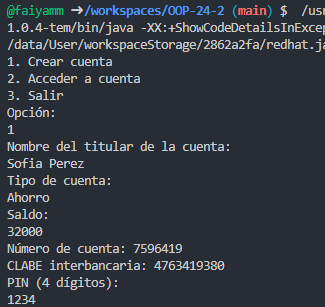 @faiyamm ➜/workspaces/OOP-24-2 (main) $ /us
1.0.4-tem/bin/java -XX:+ShowCodeDetailsInExcep
/data/User/workspaceStorage/2862a2fa/redhat.ja
1. Crear cuenta
2. Acceder a cuenta
3. Salir
Opción:
1
Nombre del titular de la cuenta:
Sofia Perez
Tipo de cuenta:
Ahorro
Saldo:
32000
Número de cuenta: 7596419
CLABE interbancaria: 4763419380
PIN (4 dígitos):
1234